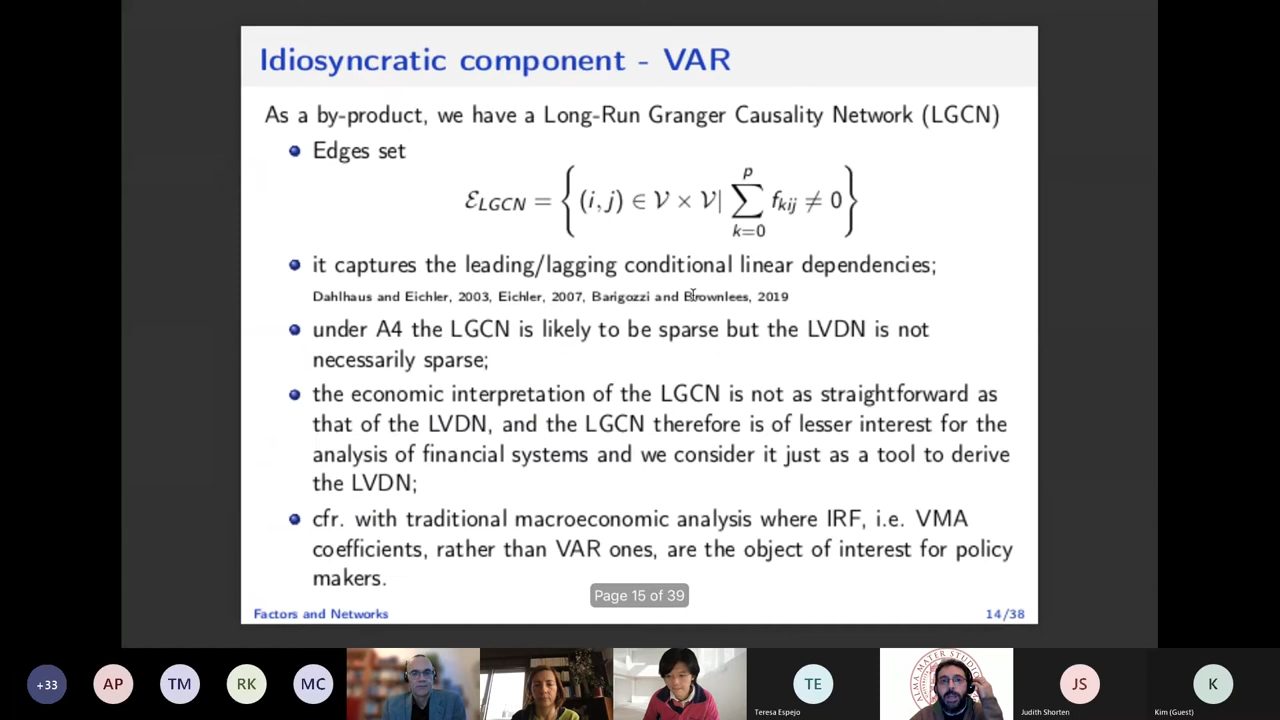 Idiosyncratic component - VAR
As a by-product, we have a Long-Run Granger Causality Network (LGCN)
Edges set
ℰ_LGCN = { (i, j) ∈ 𝒱 × 𝒱 | ∑_{k=0}^{p} f_{kij} ≠ 0 }
it captures the leading/lagging conditional linear dependencies;
Dahlhaus and Eichler, 2003, Eichler, 2007, Barigozzi and Brownlees, 2019
under A4 the LGCN is likely to be sparse but the LVDN is not
necessarily sparse;
the economic interpretation of the LGCN is not as straightforward as
that of the LVDN, and the LGCN therefore is of lesser interest for the
analysis of financial systems and we consider it just as a tool to derive
the LVDN;
cfr. with traditional macroeconomic analysis where IRF, i.e. VMA
coefficients, rather than VAR ones, are the object of interest for policy
makers.
Page 15 of 39
Factors and Networks 14/38
+33 AP TM RK MC TE JS K
ALMA MATER STUDIO
Teresa Espejo Judith Shorten Kim (Guest)